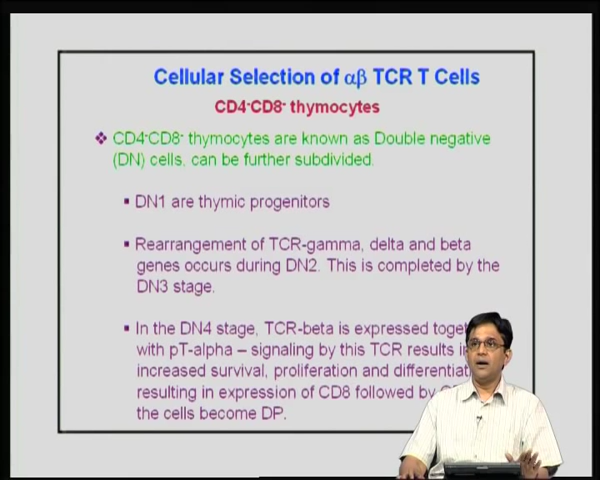 Cellular Selection of αβ TCR T Cells
CD4⁻CD8⁻ thymocytes
❖ CD4⁻CD8⁻ thymocytes are known as Double negative
(DN) cells, can be further subdivided.
▪ DN1 are thymic progenitors
▪ Rearrangement of TCR-gamma, delta and beta
genes occurs during DN2. This is completed by the
DN3 stage.
▪ In the DN4 stage, TCR-beta is expressed
with pT-alpha – signaling by this TCR results in
increased survival, proliferation and
resulting in expression of CD8 followed by
the cells become DP.